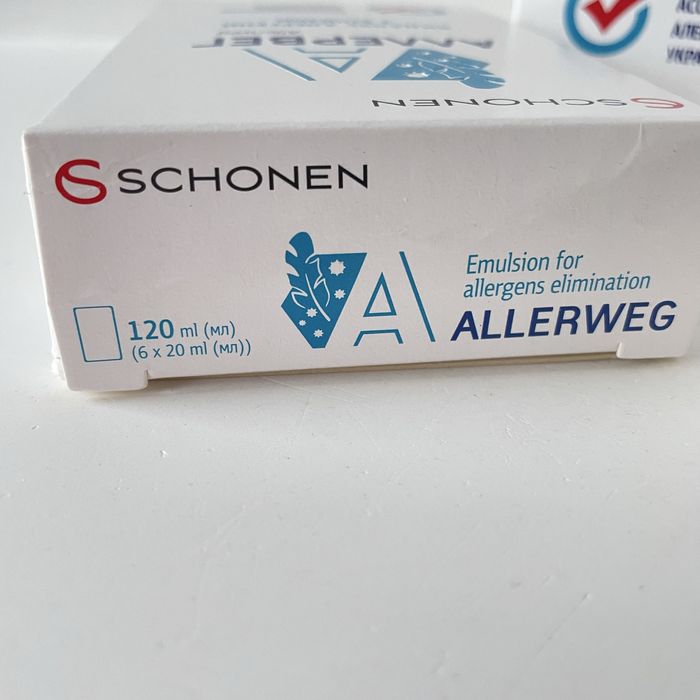 АЛЛЕРВЕГ
SCHONEN
SCHONEN
120 ml (мл)
(6 x 20 ml (мл))
Emulsion for
allergens elimination
ALLERWEG